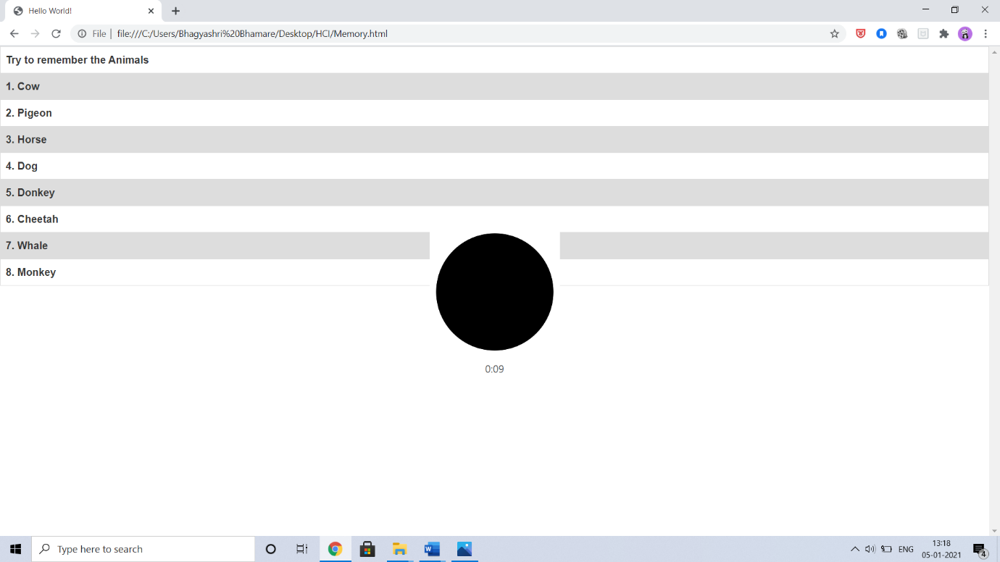 Hello World!
File | file:///C:/Users/Bhagyashri%20Bhamare/Desktop/HCI/Memory.html
Try to remember the Animals
1. Cow
2. Pigeon
3. Horse
4. Dog
5. Donkey
6. Cheetah
7. Whale
8. Monkey
0:09
Type here to search
ENG
13:18
05-01-2021
4